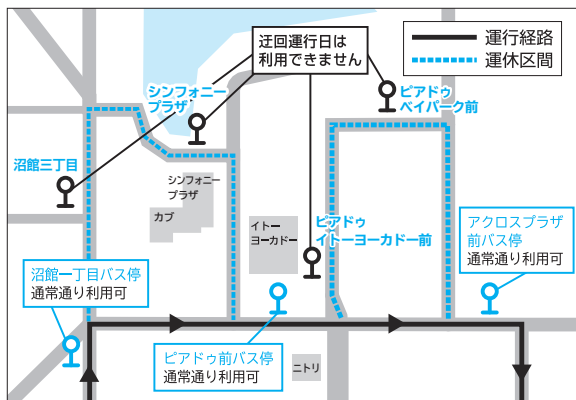 迂回運行日は
利用できません
運行経路
運休区間
シンフォニー
プラザ
ピアドゥ
ベイパーク前
沼館三丁目
シンフォニー
プラザ
カブ
イトー
ヨーカドー
ピアドゥ
イトーヨーカドー前
アクロスプラザ
前バス停
通常通り利用可
沼館一丁目バス停
通常通り利用可
ピアドゥ前バス停
通常通り利用可
ニトリ